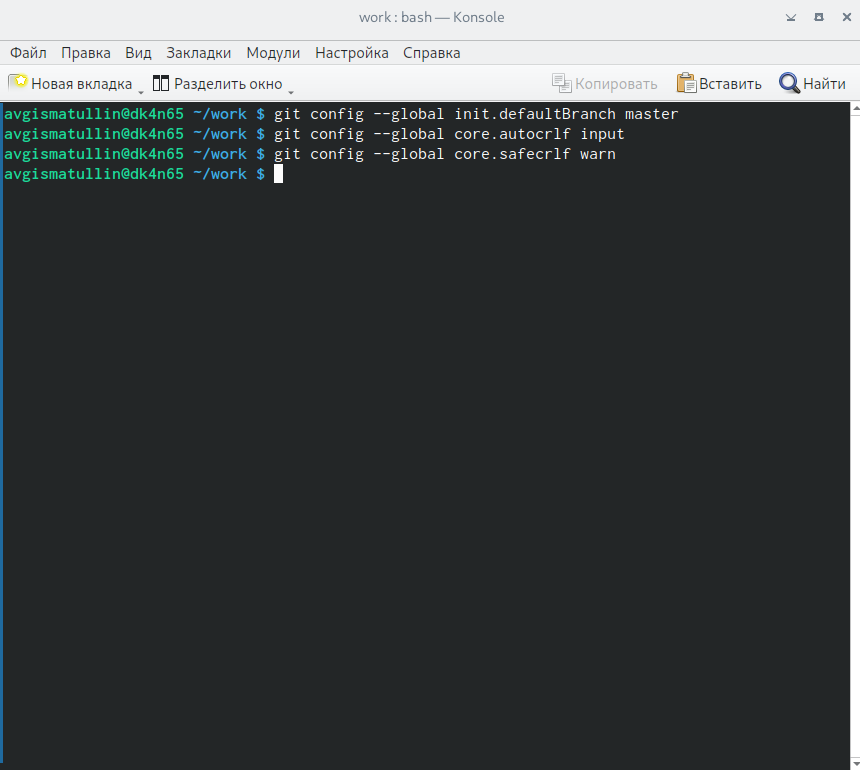 work : bash — Konsole
Файл Правка Вид Закладки Модули Настройка Справка
Новая вкладка Разделить окно Копировать Вставить Найти
avgismatullin@dk4n65 ~/work $ git config --global init.defaultBranch master
avgismatullin@dk4n65 ~/work $ git config --global core.autocrlf input
avgismatullin@dk4n65 ~/work $ git config --global core.safecrlf warn
avgismatullin@dk4n65 ~/work $